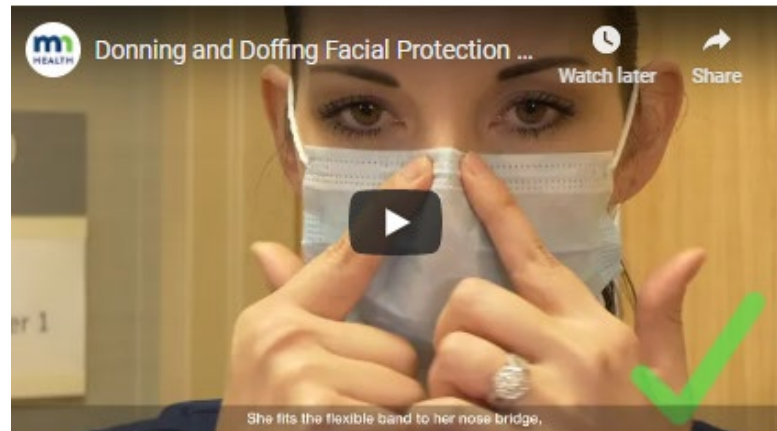 mn
HEALTH
Donning and Doffing Facial Protection ...
Watch later
Share
er 1
She fits the flexible band to her nose bridge,